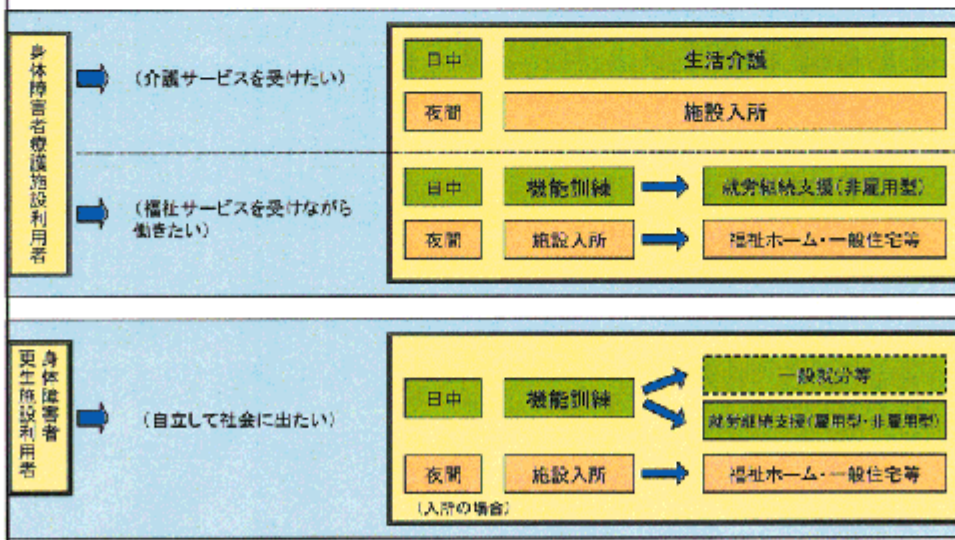 身体障害者療護施設利用者
(介護サービスを受けたい)
日中 生活介護
夜間 施設入所
(福祉サービスを受けながら
働きたい)
日中 機能訓練 就労継続支援(非雇用型)
夜間 施設入所 福祉ホーム・一般住宅等
身体障害者
更生施設利用者
(自立して社会に出たい)
日中 機能訓練
一般就労等
就労継続支援(雇用型・非雇用型)
夜間 施設入所 福祉ホーム・一般住宅等
(入所の場合)